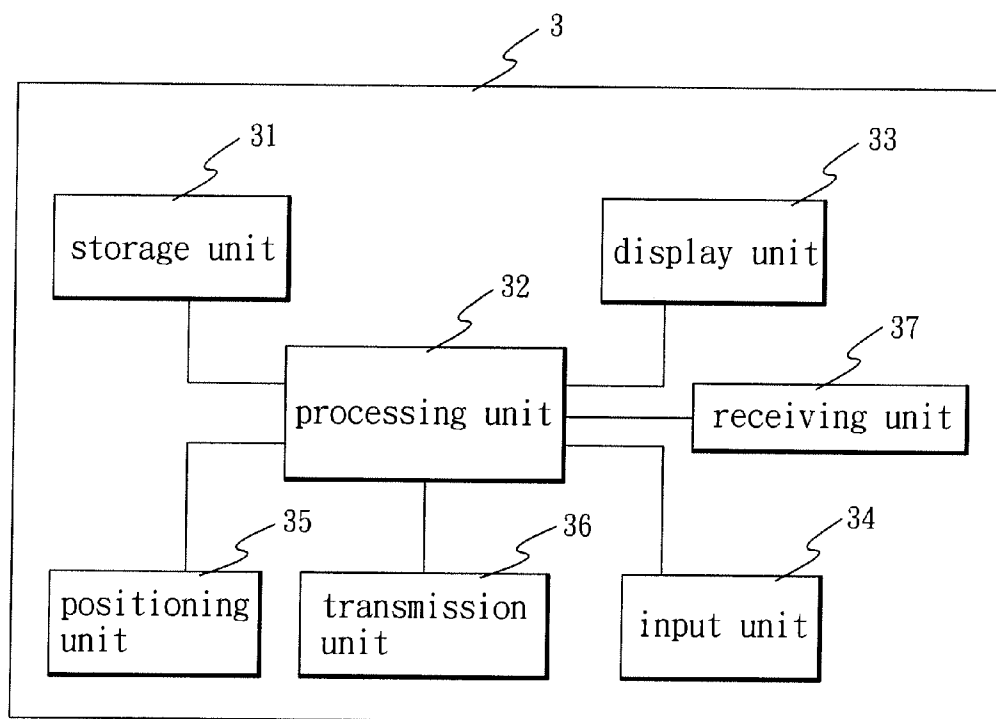 3
31
storage unit
33
display unit
32
processing unit
37
receiving unit
35
positioning
unit
36
transmission
unit
34
input unit